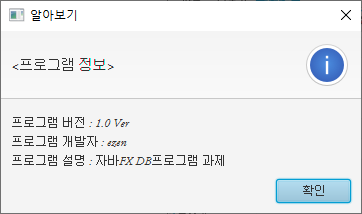 알아보기
<프로그램 정보>
프로그램 버전 : 1.0 Ver
프로그램 개발자 : ezen
프로그램 설명 : 자바FX DB프로그램 과제
확인